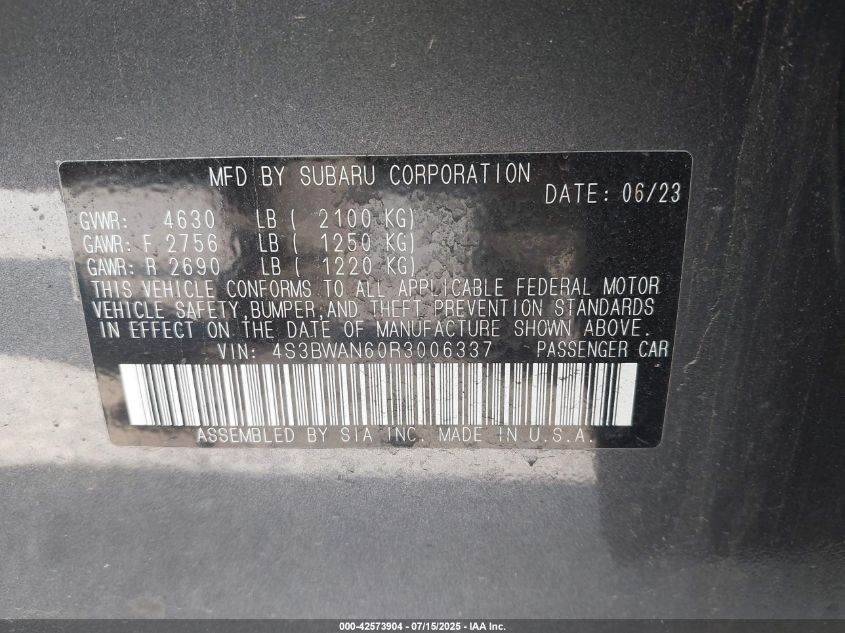 MFD BY SUBARU CORPORATION
DATE: 06/23
GVWR: 4630 LB ( 2100 KG)
GAWR: F 2756 LB ( 1250 KG)
GAWR: R 2690 LB ( 1220 KG)
THIS VEHICLE CONFORMS TO ALL APPLICABLE FEDERAL MOTOR
VEHICLE SAFETY,BUMPER,AND THEFT PREVENTION STANDARDS
IN EFFECT ON THE DATE OF MANUFACTURE SHOWN ABOVE.
VIN: 4S3BWAN60R3006337 PASSENGER CAR
ASSEMBLED BY SIA INC. MADE IN U.S.A.
000-42573904 - 07/15/2025 - IAA Inc.